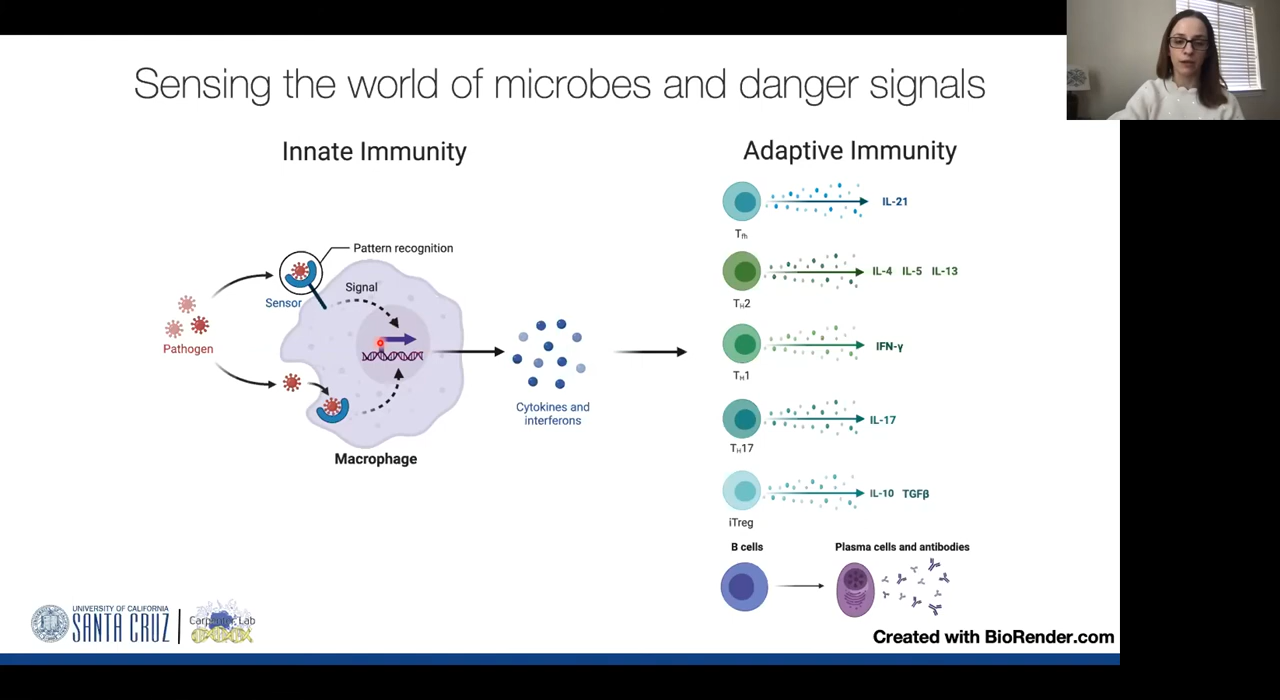 Sensing the world of microbes and danger signals
Innate Immunity
Pattern recognition
Signal
Sensor
Pathogen
Macrophage
Cytokines and
interferons
Adaptive Immunity
Tfh
IL-21
TH2
IL-4 IL-5 IL-13
TH1
IFN-γ
TH17
IL-17
iTreg
IL-10 TGFβ
B cells
Plasma cells and antibodies
UNIVERSITY OF CALIFORNIA
SANTA CRUZ
Carpenter Lab
Created with BioRender.com